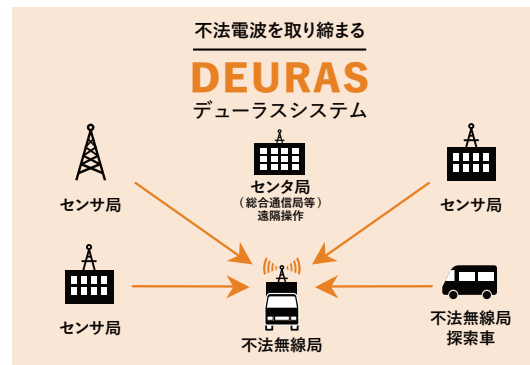 不法電波を取り締まる
DEURAS
デューラスシステム
センサ局
センタ局
（総合通信局等）
遠隔操作
センサ局
センサ局
不法無線局
不法無線局
探索車